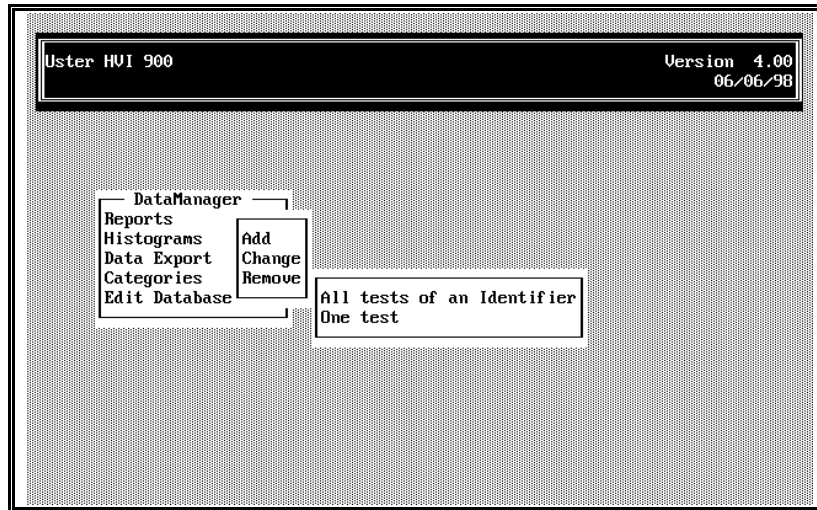 Uster HVI 900 Version 4.00
06/06/98
DataManager
Reports
Histograms
Data Export
Categories
Edit Database
Add
Change
Remove
All tests of an Identifier
One test